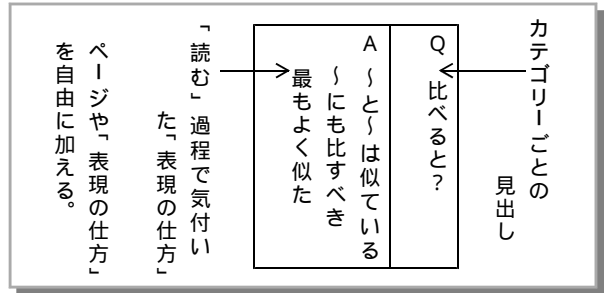 カテゴリーごとの
見出し
Q　比べると？
A　～と～は似ている
～にも比すべき
最もよく似た
「読む」過程で気付い
た「表現の仕方」
ページや「表現の仕方」
を自由に加える。